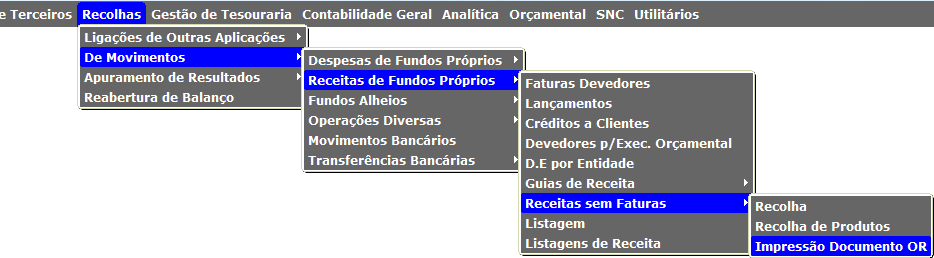 e Terceiros Recolhas Gestão de Tesouraria Contabilidade Geral Analítica Orçamental SNC Utilitários
Ligações de Outras Aplicações
De Movimentos
Apuramento de Resultados
Reabertura de Balanço
Despesas de Fundos Próprios
Receitas de Fundos Próprios
Fundos Alheios
Operações Diversas
Movimentos Bancários
Transferências Bancárias
Faturas Devedores
Lançamentos
Créditos a Clientes
Devedores p/Exec. Orçamental
D.E por Entidade
Guias de Receita
Receitas sem Faturas
Listagem
Listagens de Receita
Recolha
Recolha de Produtos
Impressão Documento OR